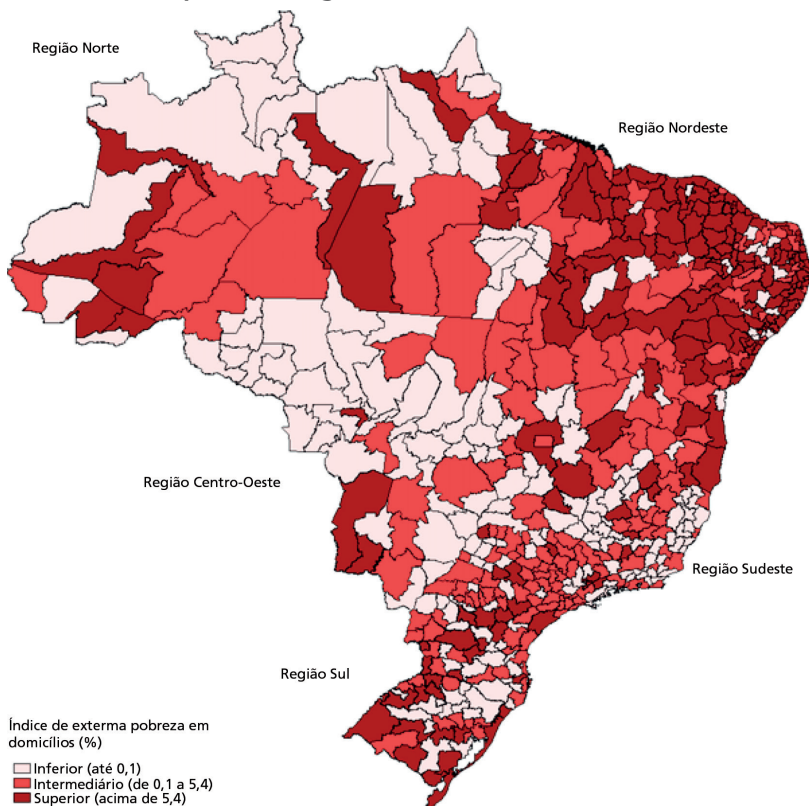 Região Norte
Região Nordeste
Região Centro-Oeste
Região Sudeste
Região Sul
Índice de exterma pobreza em
domicílios (%)
Inferior (até 0,1)
Intermediário (de 0,1 a 5,4)
Superior (acima de 5,4)